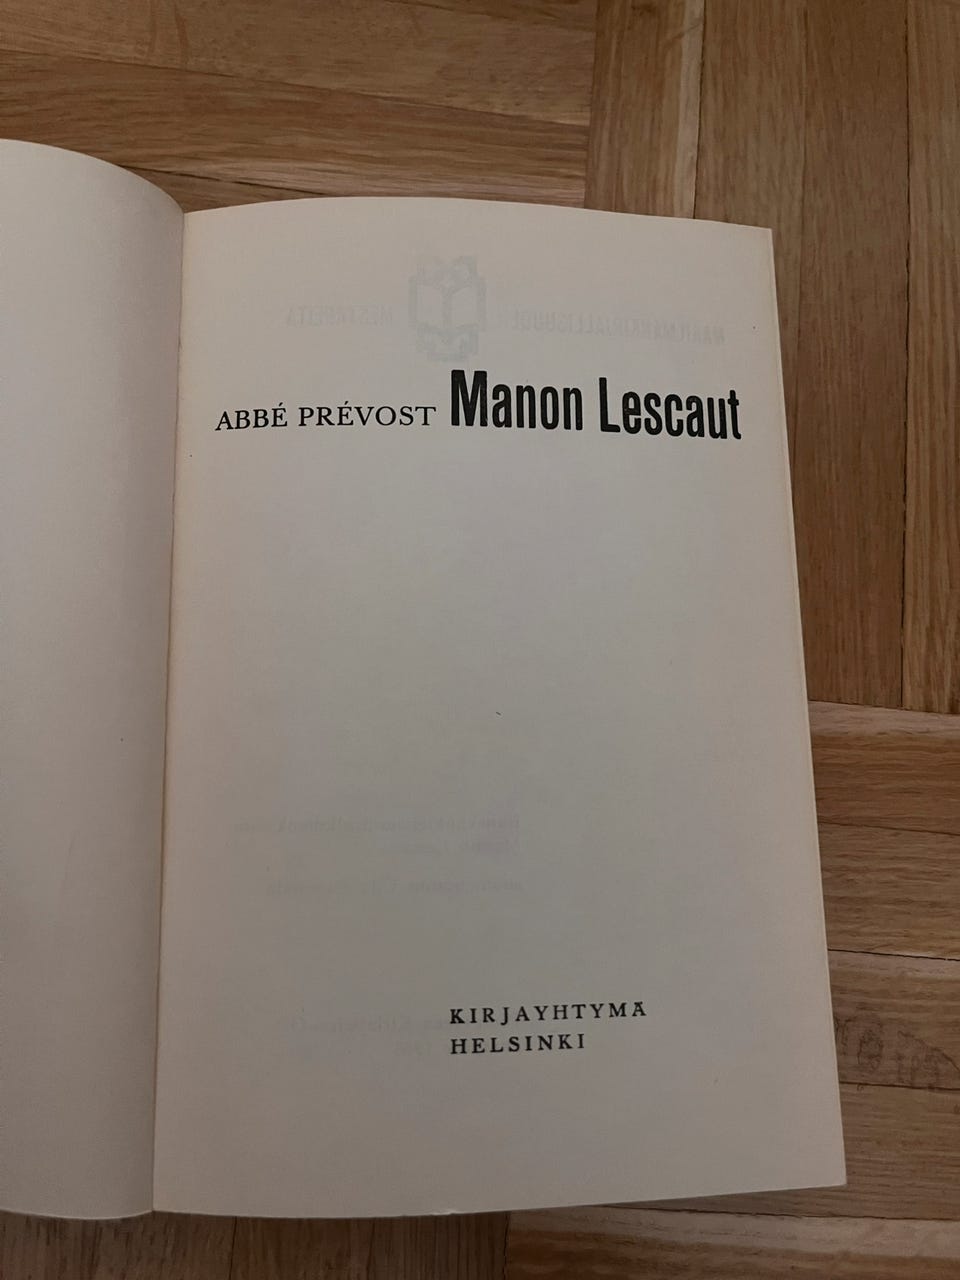 ABBÉ PRÉVOST Manon Lescaut
KIRJAYHTYMÄ
HELSINKI